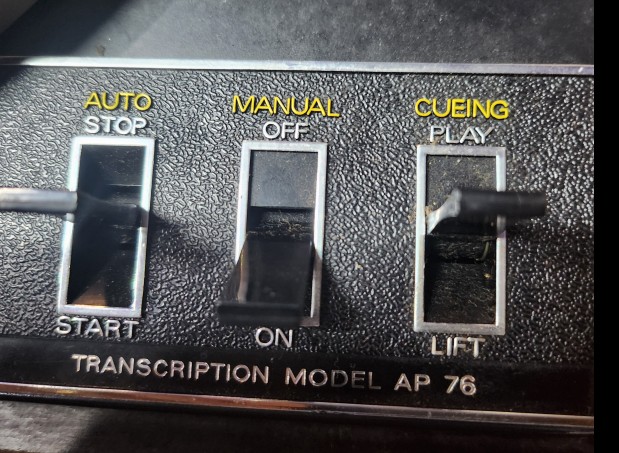 AUTO MANUAL CUEING
STOP OFF PLAY
START ON LIFT
TRANSCRIPTION MODEL AP 76